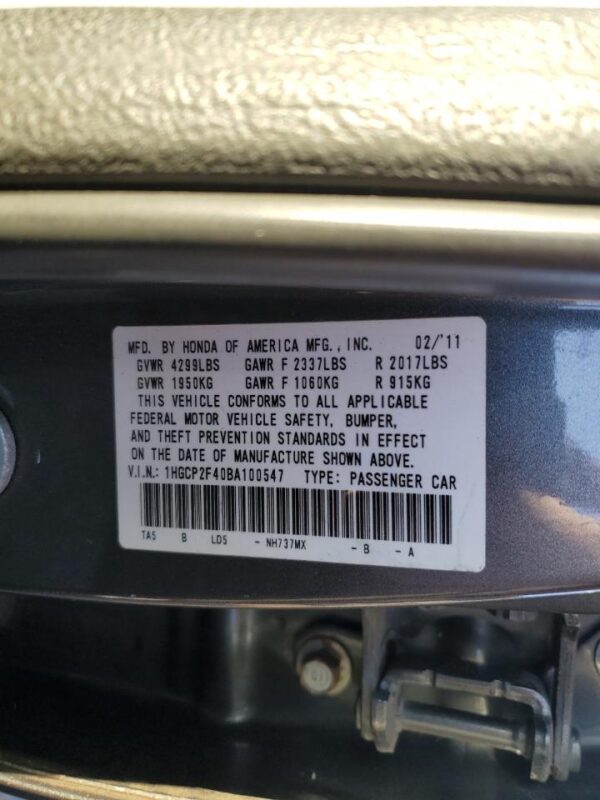 MFD. BY HONDA OF AMERICA MFG., INC. 02/'11
GVWR 4299LBS GAWR F 2337LBS R 2017LBS
GVWR 1950KG GAWR F 1060KG R 915KG
THIS VEHICLE CONFORMS TO ALL APPLICABLE
FEDERAL MOTOR VEHICLE SAFETY, BUMPER,
AND THEFT PREVENTION STANDARDS IN EFFECT
ON THE DATE OF MANUFACTURE SHOWN ABOVE.
V.I.N.: 1HGCP2F40BA100547 TYPE: PASSENGER CAR
TA5 B LD5 - NH737MX - B - A